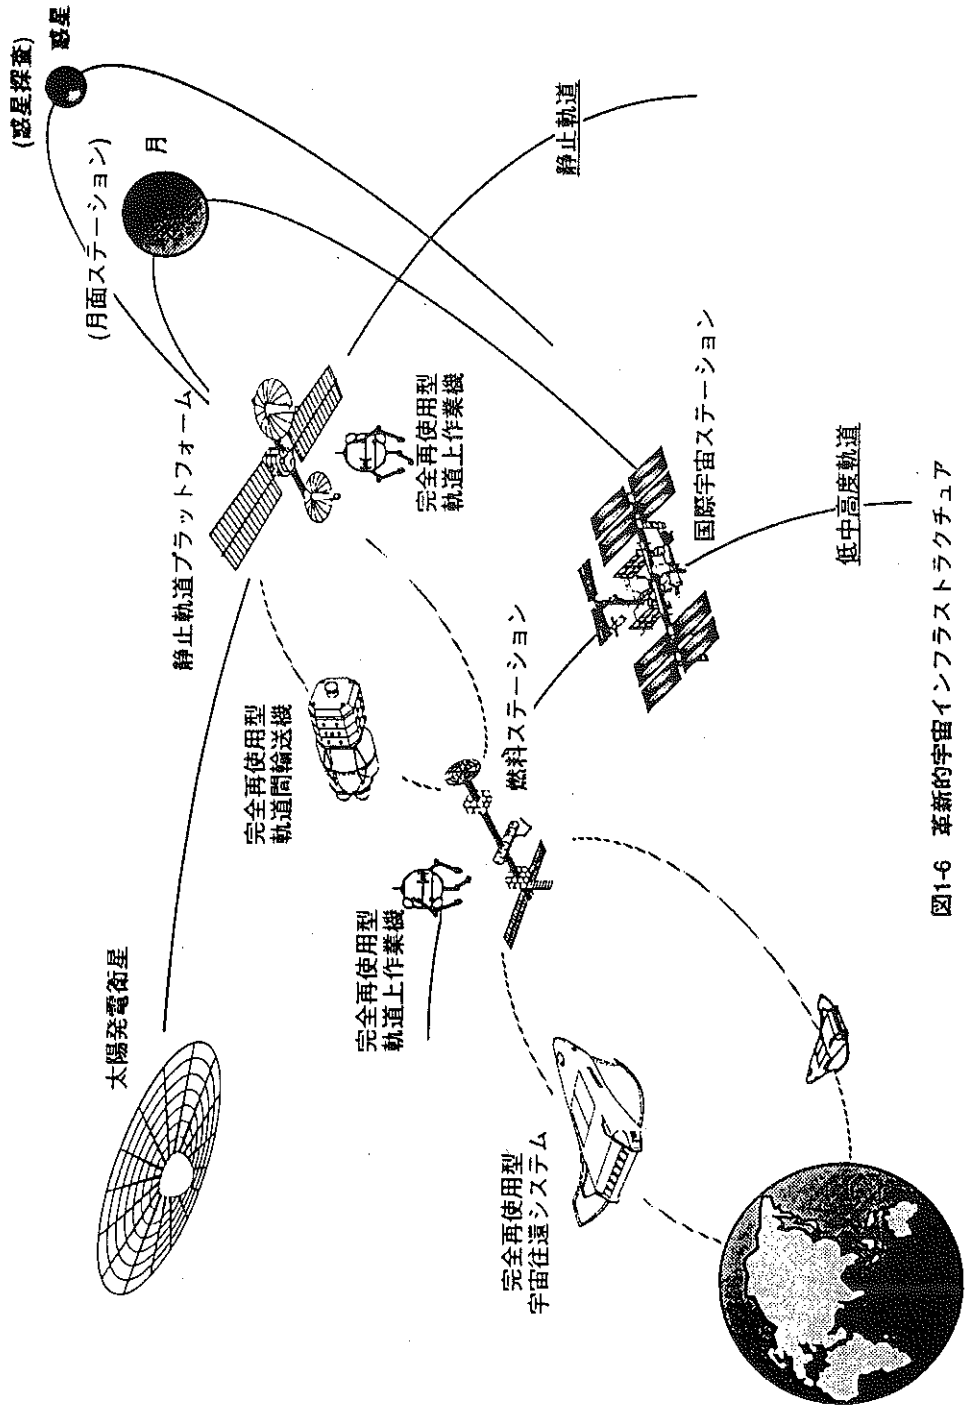 (惑星探査)
惑星
(月面ステーション)
月
静止軌道プラットフォーム
静止軌道
完全再使用型
軌道上作業機
太陽発電衛星
完全再使用型
軌道間輸送機
完全再使用型
軌道上作業機
燃料ステーション
国際宇宙ステーション
低中高度軌道
完全再使用型
宇宙往還システム
図1-6 革新的宇宙インフラストラクチュア